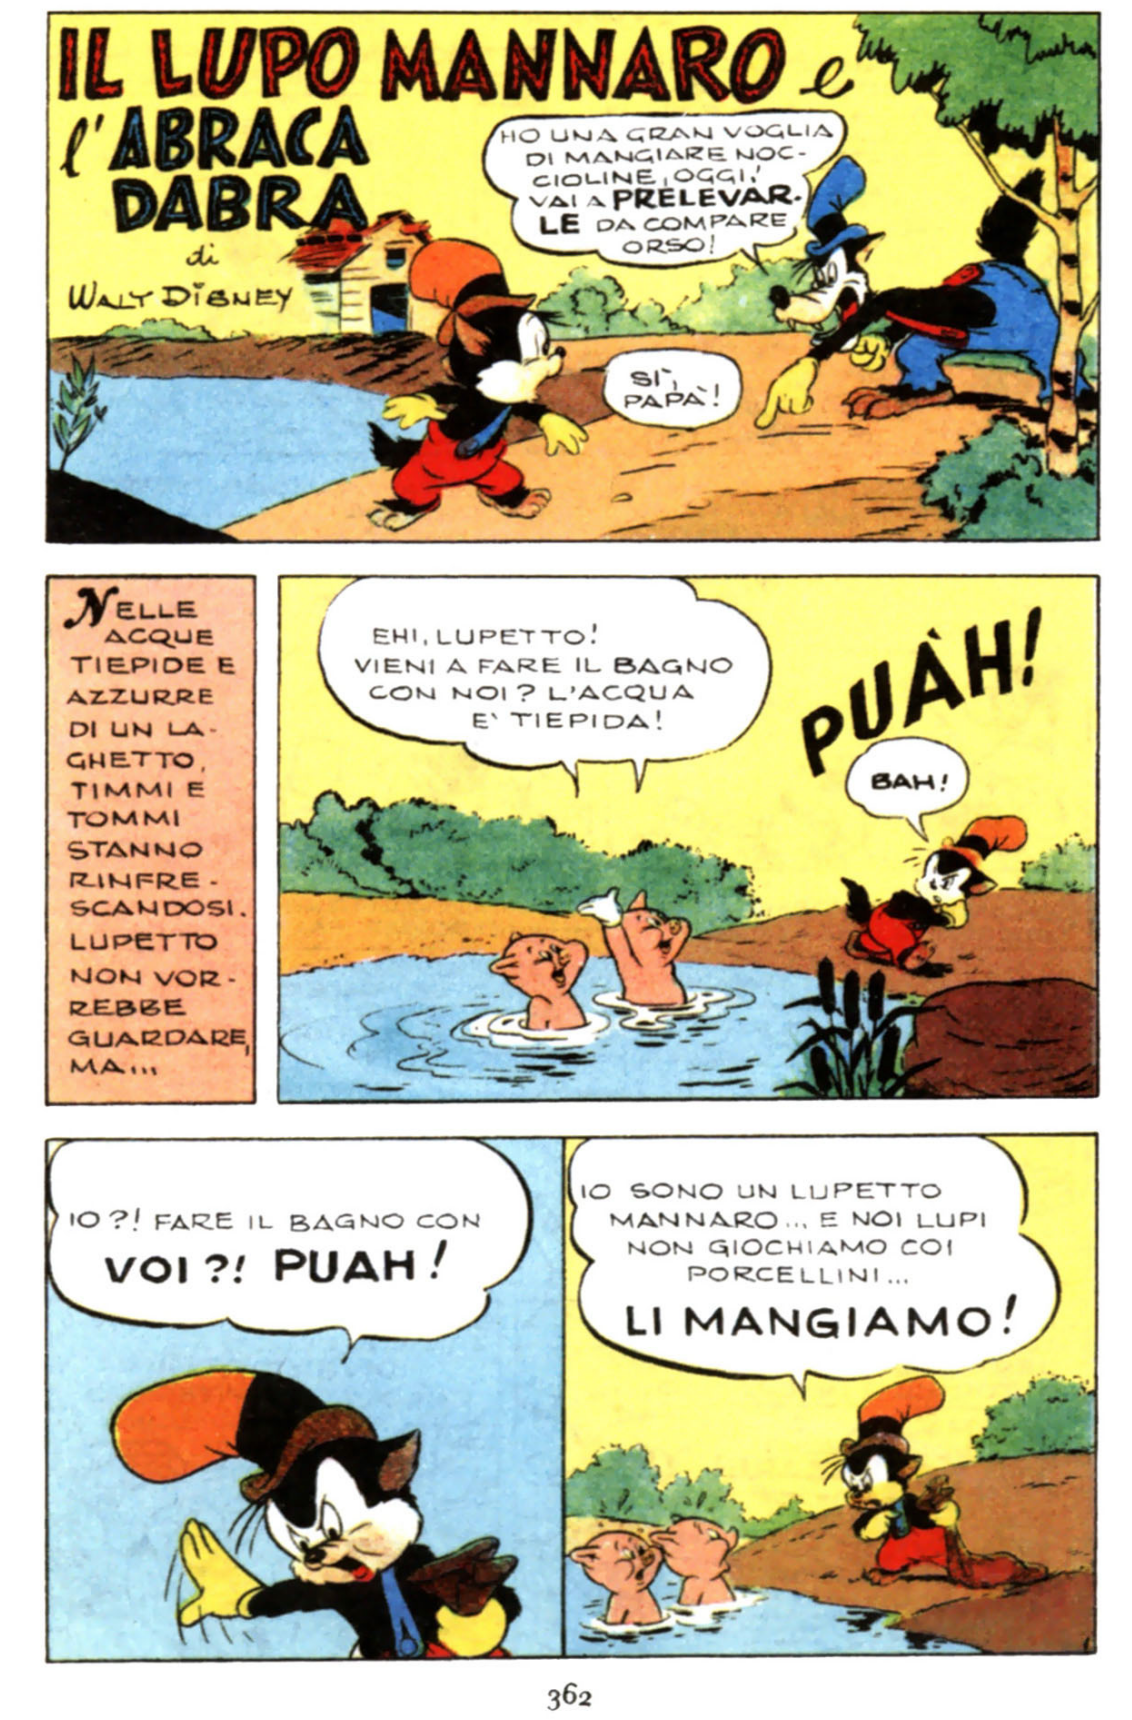 IL LUPO MANNARO e
l'ABRACA
DABRA
di
WALT DISNEY
HO UNA GRAN VOGLIA
DI MANGIARE NOC-
CIOLINE, OGGI!
VAI A PRELEVAR-
LE DA COMPARE
ORSO!
SÌ,
PAPÀ!
NELLE
ACQUE
TIEPIDE E
AZZURRE
DI UN LA-
GHETTO,
TIMMI E
TOMMI
STANNO
RINFRE-
SCANDOSI.
LUPETTO
NON VOR-
REBBE
GUARDARE,
MA...
EHI, LUPETTO!
VIENI A FARE IL BAGNO
CON NOI? L'ACQUA
E' TIEPIDA!
PUÀH!
BAH!
IO?! FARE IL BAGNO CON
VOI?! PUAH!
IO SONO UN LUPETTO
MANNARO... E NOI LUPI
NON GIOCHIAMO COI
PORCELLINI...
LI MANGIAMO!
362